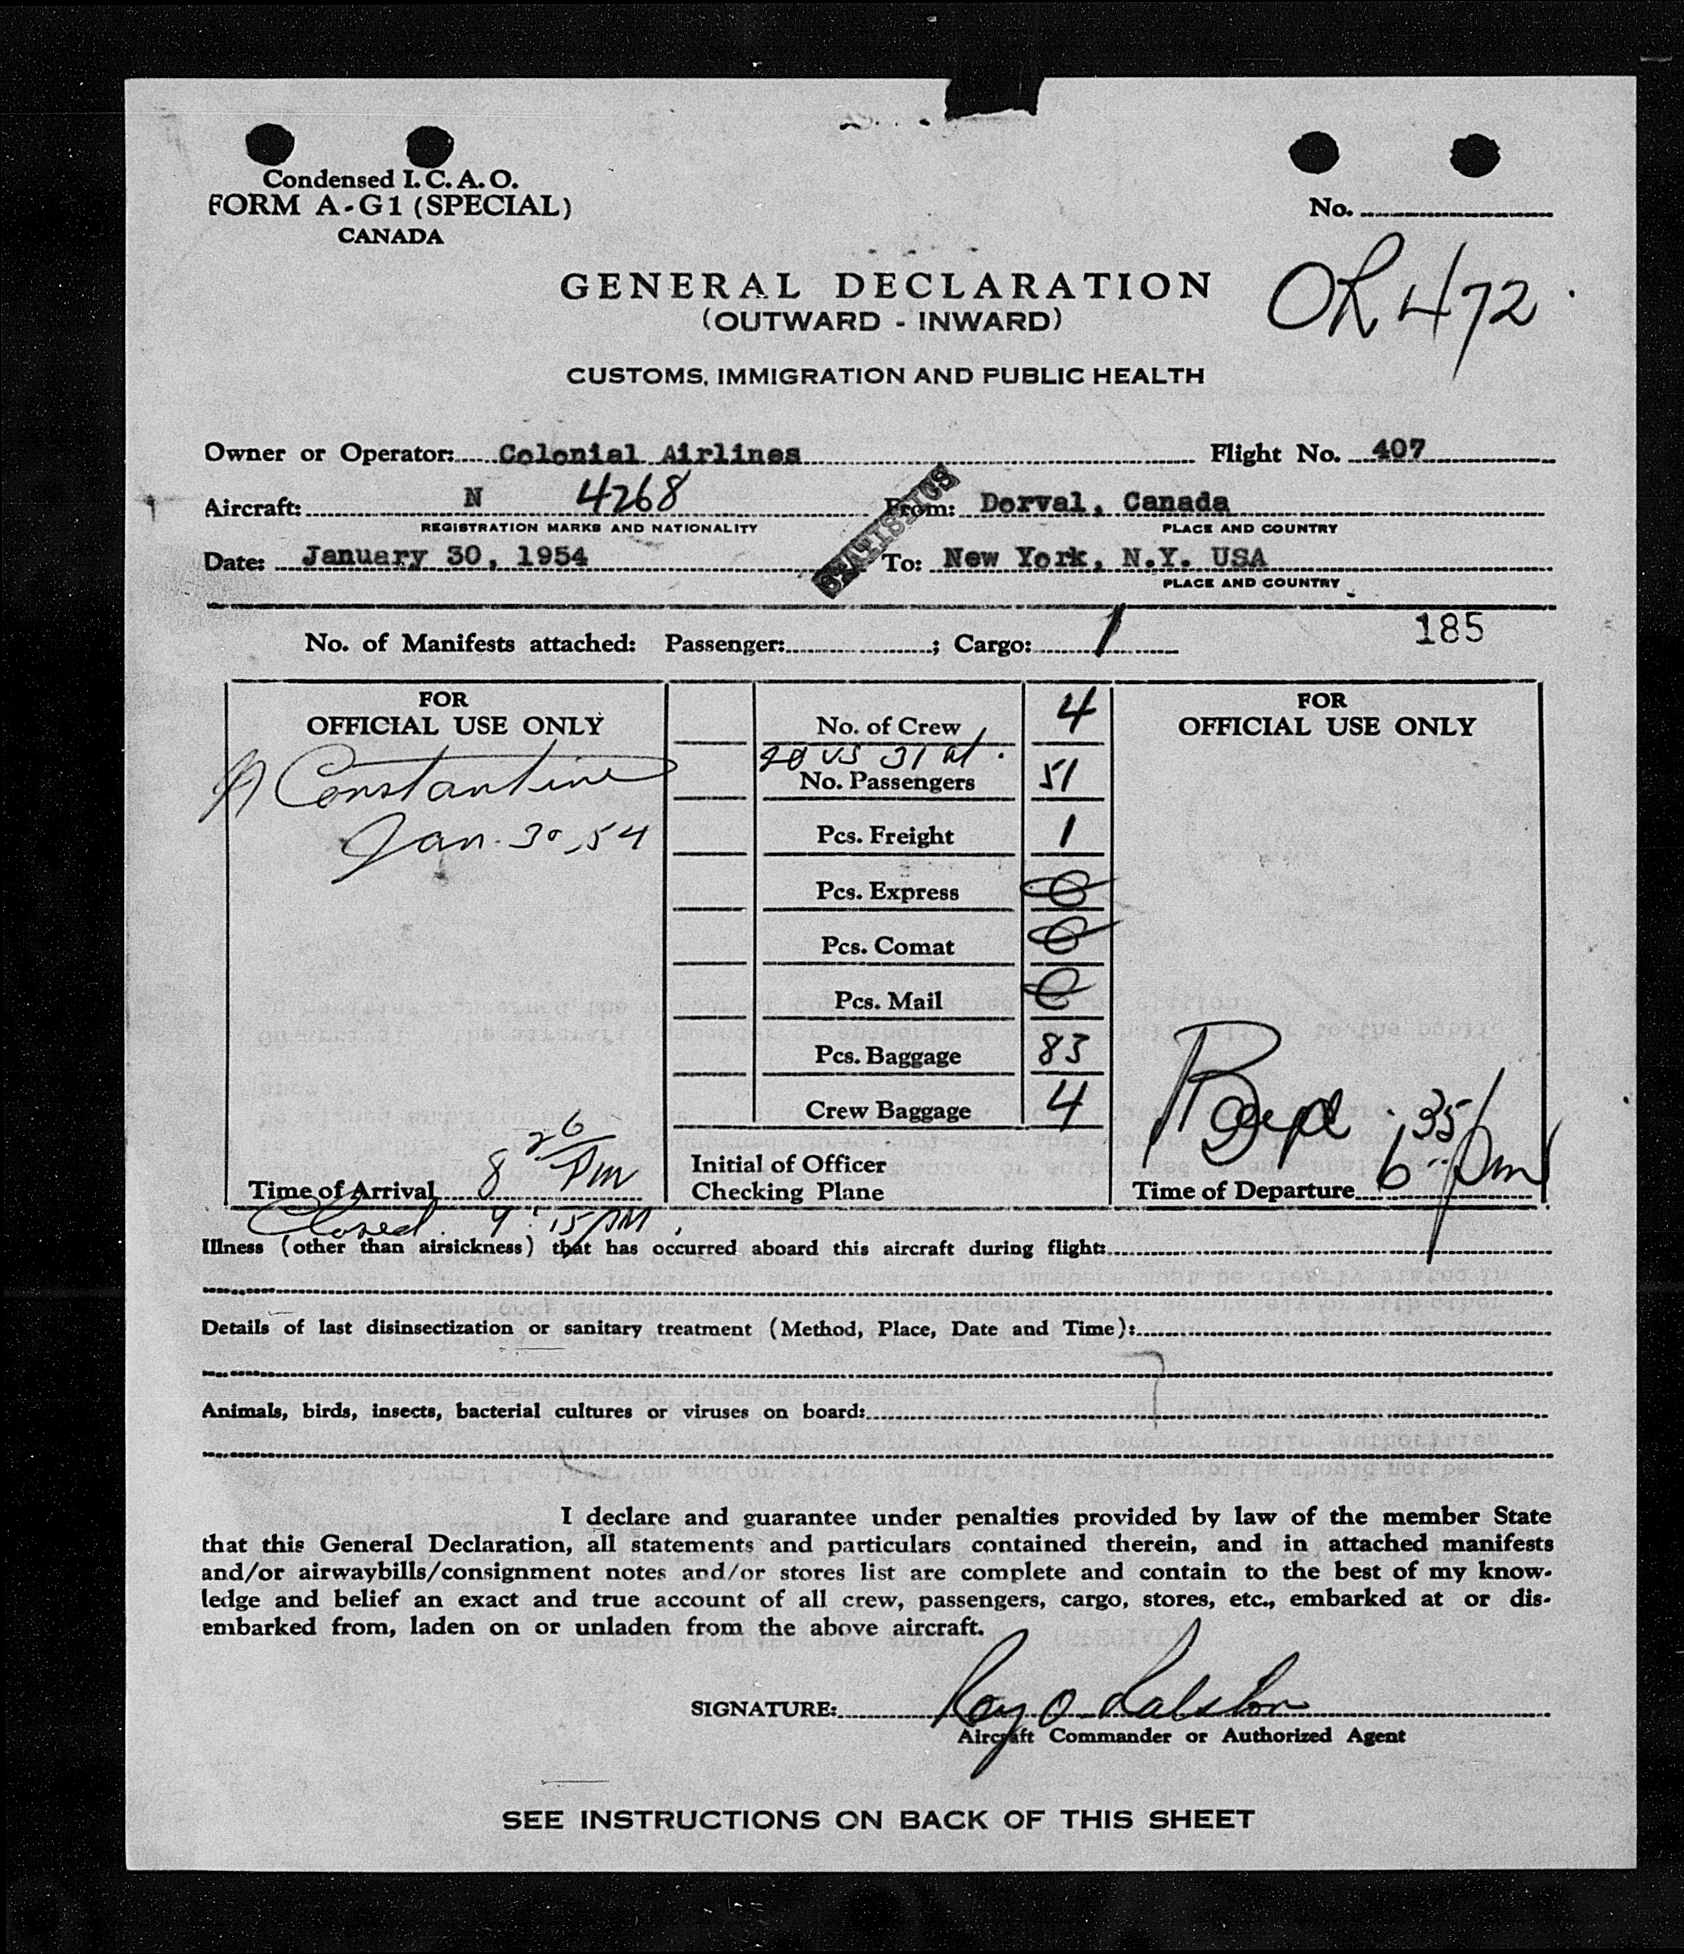 Condensed I. C. A. O.
FORM A-G1 (SPECIAL)
CANADA
No.
OR 472
GENERAL DECLARATION
(OUTWARD - INWARD)
CUSTOMS, IMMIGRATION AND PUBLIC HEALTH
Owner or Operator: Colonial Airlines Flight No. 407
Aircraft: N 4268 From: Dorval, Canada
REGISTRATION MARKS AND NATIONALITY PLACE AND COUNTRY
STATISTICS
Date: January 30, 1954 To: New York, N.Y. USA
PLACE AND COUNTRY
185
No. of Manifests attached: Passenger: ; Cargo: 1
FOR
OFFICIAL USE ONLY
Constantine
Jan. 30, 54
Time of Arrival 8 26 PM
Closed 9:15 PM
No. of Crew 4
20 US 31 al.
No. Passengers 51
Pcs. Freight 1
Pcs. Express 0
Pcs. Comat 0
Pcs. Mail 0
Pcs. Baggage 83
Crew Baggage 4
Initial of Officer
Checking Plane
FOR
OFFICIAL USE ONLY
Time of Departure 6:35 pm
Illness (other than airsickness) that has occurred aboard this aircraft during flight:
Details of last disinsectization or sanitary treatment (Method, Place, Date and Time):
Animals, birds, insects, bacterial cultures or viruses on board:
I declare and guarantee under penalties provided by law of the member State
that this General Declaration, all statements and particulars contained therein, and in attached manifests
and/or airwaybills/consignment notes and/or stores list are complete and contain to the best of my know-
ledge and belief an exact and true account of all crew, passengers, cargo, stores, etc., embarked at or dis-
embarked from, laden on or unladen from the above aircraft.
SIGNATURE: Roy O Ralston
Aircraft Commander or Authorized Agent
SEE INSTRUCTIONS ON BACK OF THIS SHEET